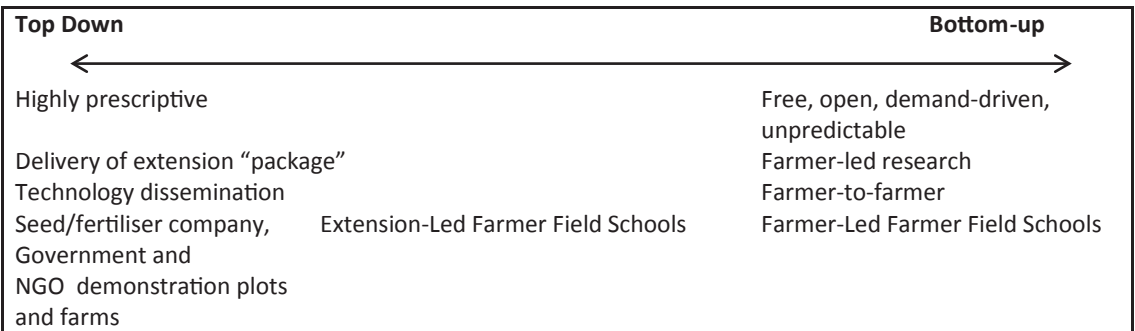 Top Down Bottom-up
Highly prescriptive Free, open, demand-driven,
unpredictable
Delivery of extension “package” Farmer-led research
Technology dissemination Farmer-to-farmer
Seed/fertiliser company, Extension-Led Farmer Field Schools Farmer-Led Farmer Field Schools
Government and
NGO demonstration plots
and farms